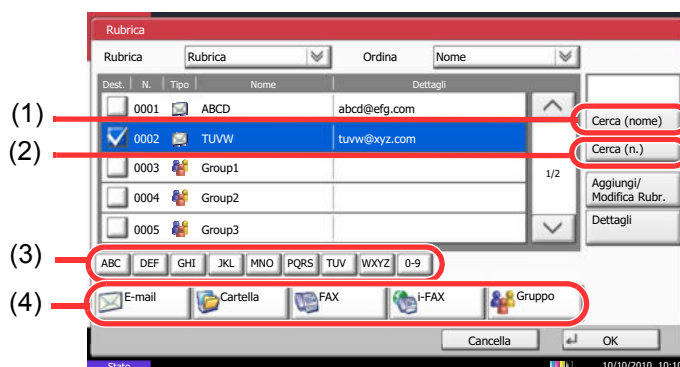 Rubrica
Rubrica Rubrica Ordina Nome
Dest. N. Tipo Nome Dettagli
0001 ABCD abcd@efg.com
(1) Cerca (nome)
0002 TUVW tuvw@xyz.com
(2) Cerca (n.)
0003 Group1 1/2
Aggiungi/
Modifica Rubr.
0004 Group2
Dettagli
0005 Group3
(3) ABC DEF GHI JKL MNO PQRS TUV WXYZ 0-9
(4) E-mail Cartella FAX i-FAX Gruppo
Cancella OK
Stato 10/10/2010 10:10